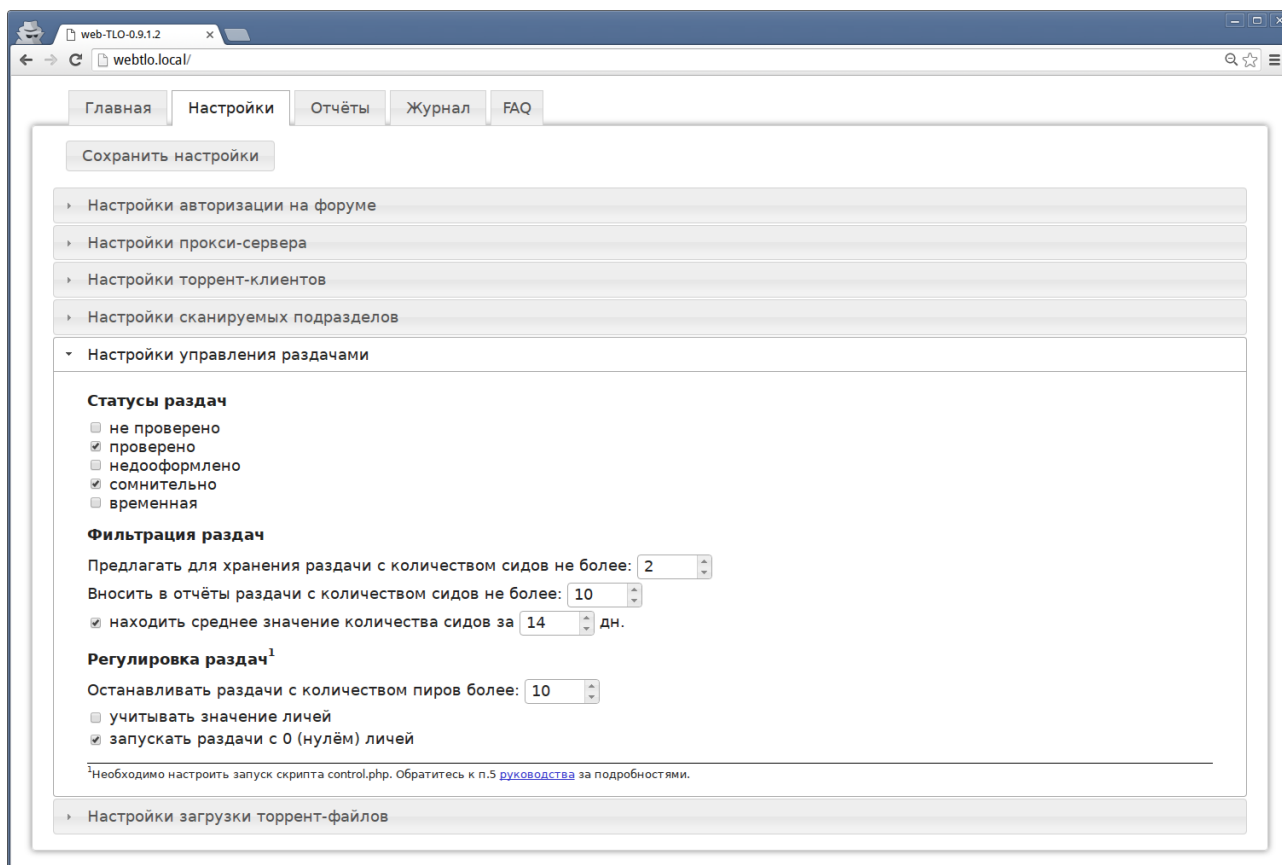 web-TLO-0.9.1.2
webtlo.local/
Главная Настройки Отчёты Журнал FAQ
Сохранить настройки
Настройки авторизации на форуме
Настройки прокси-сервера
Настройки торрент-клиентов
Настройки сканируемых подразделов
Настройки управления раздачами
Статусы раздач
не проверено
проверено
недооформлено
сомнительно
временная
Фильтрация раздач
Предлагать для хранения раздачи с количеством сидов не более: 2
Вносить в отчёты раздачи с количеством сидов не более: 10
находить среднее значение количества сидов за 14 дн.
Регулировка раздач¹
Останавливать раздачи с количеством пиров более: 10
учитывать значение личей
запускать раздачи с 0 (нулём) личей
¹Необходимо настроить запуск скрипта control.php. Обратитесь к п.5 руководства за подробностями.
Настройки загрузки торрент-файлов